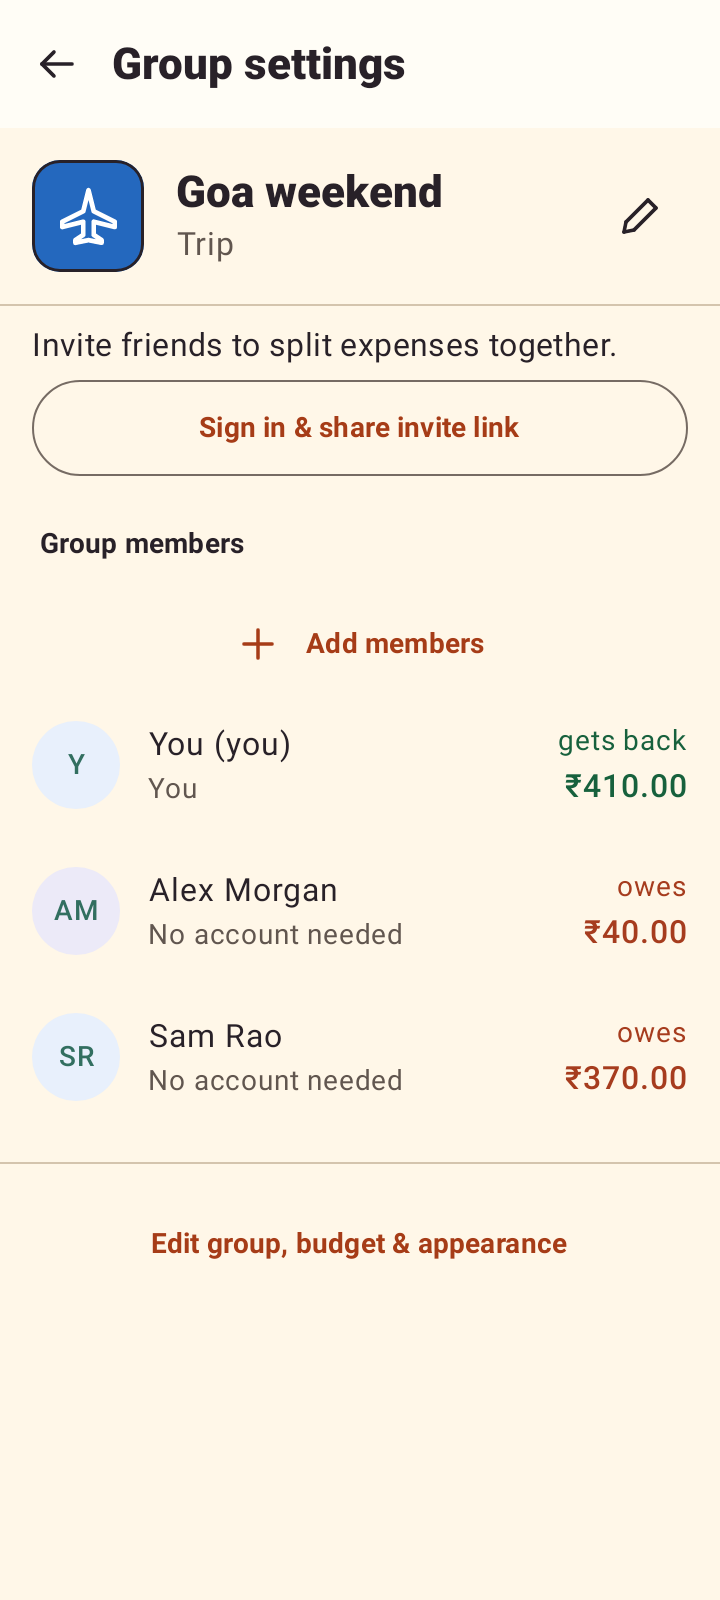 Group settings
Goa weekend
Trip
Invite friends to split expenses together.
Sign in & share invite link
Group members
Add members
Y
You (you)
You
gets back
₹410.00
AM
Alex Morgan
No account needed
owes
₹40.00
SR
Sam Rao
No account needed
owes
₹370.00
Edit group, budget & appearance